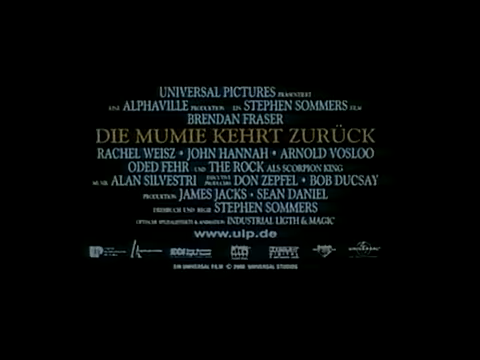 UNIVERSAL PICTURES PRÄSENTIERT
EINE ALPHAVILLE PRODUKTION EIN STEPHEN SOMMERS FILM
BRENDAN FRASER
DIE MUMIE KEHRT ZURÜCK
RACHEL WEISZ • JOHN HANNAH • ARNOLD VOSLOO
ODED FEHR UND THE ROCK ALS SCORPION KING
MUSIK ALAN SILVESTRI EXECUTIVE PRODUCERS DON ZEPFEL • BOB DUCSAY
PRODUKTION JAMES JACKS • SEAN DANIEL
DREHBUCH UND REGIE STEPHEN SOMMERS
OPTISCHE SPEZIALEFFEKTE & ANIMATION INDUSTRIAL LIGTH & MAGIC
www.uip.de
UNIVERSAL
EIN UNIVERSAL FILM © 2000 UNIVERSAL STUDIOS